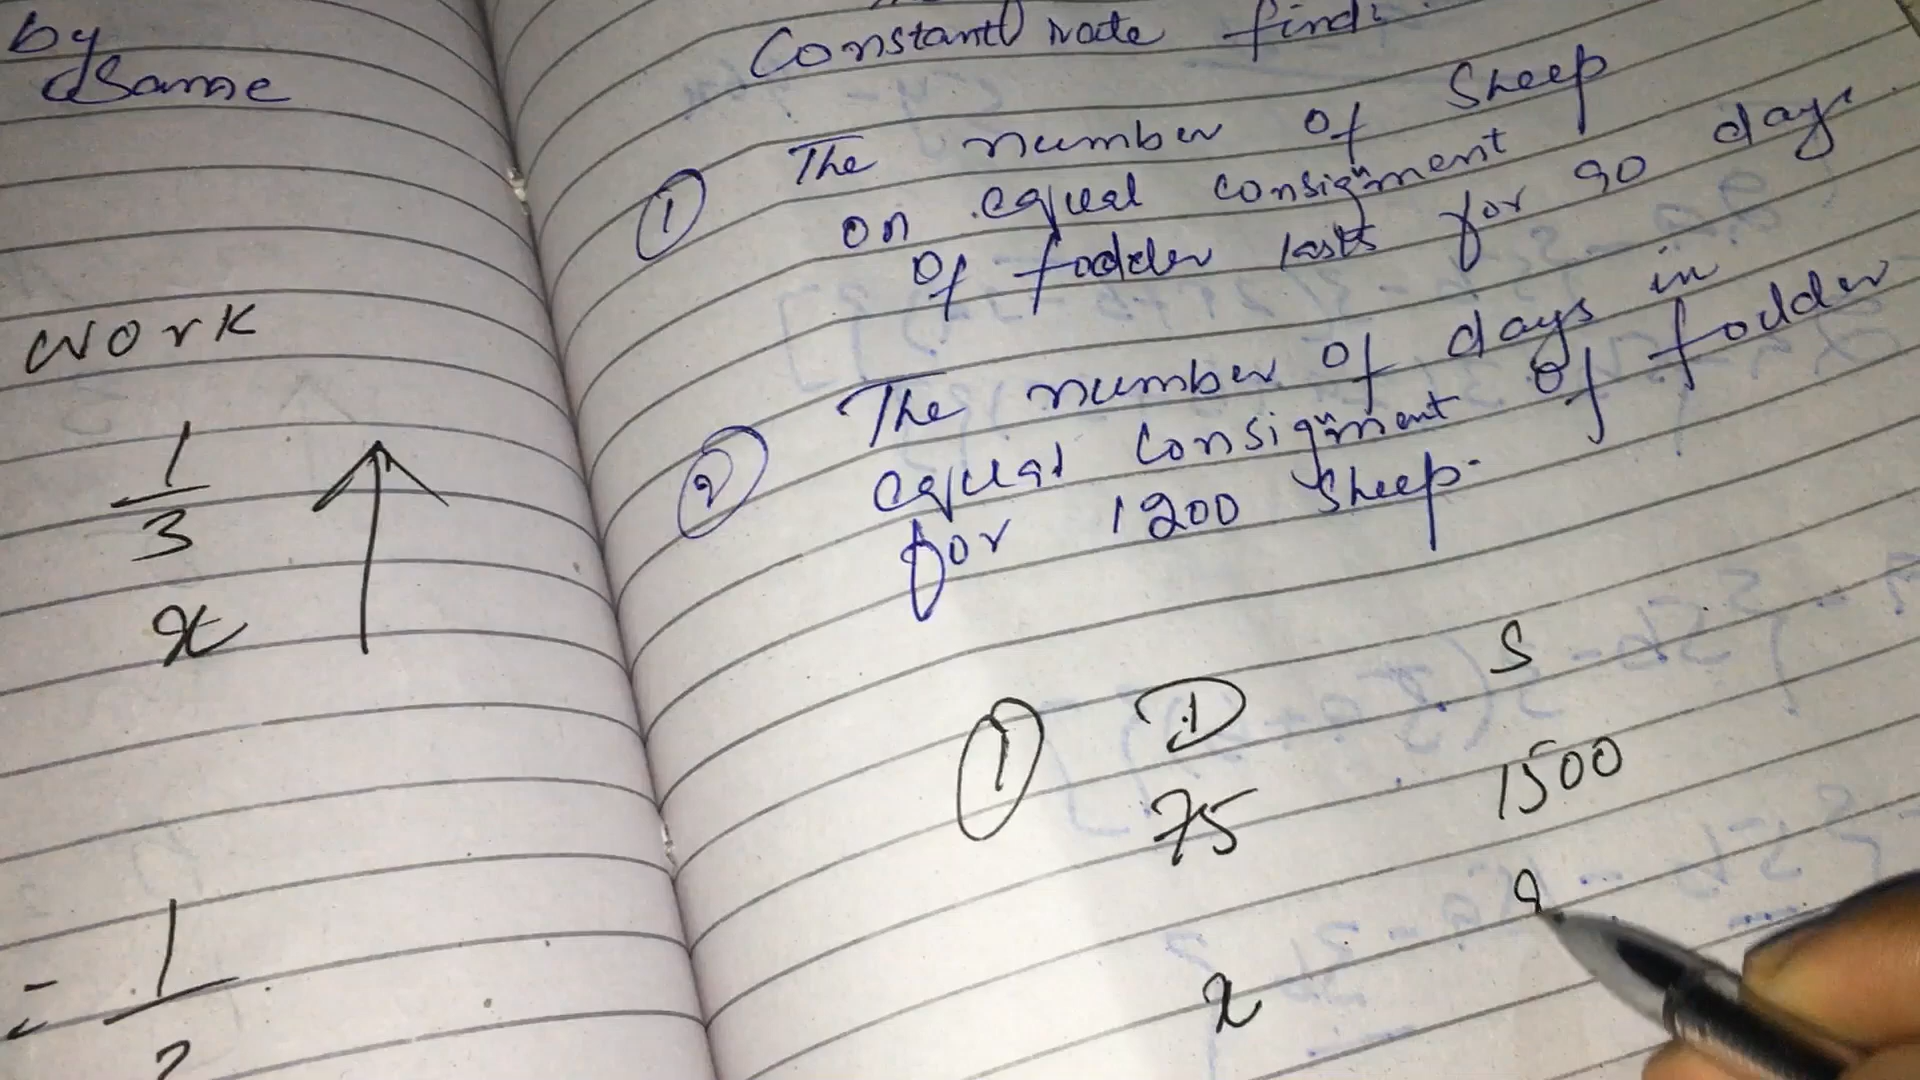 by
Same
work
1
3
x
= 1
2
Constant rate find:
① The number of Sheep
on equal consignment
of fodder lasts for 90 days.
② The number of days in
equal consignment of fodder
for 1200 Sheep.
① D S
75 1500
x